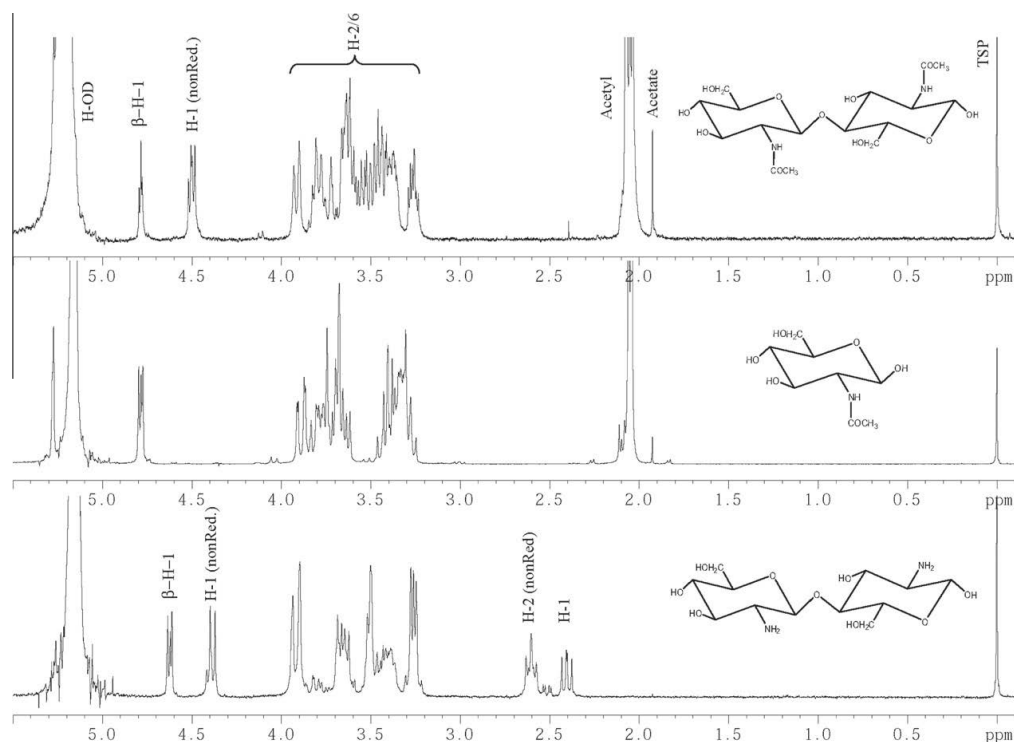 H-OD
β-H-1
H-1 (nonRed.)
H-2/6
Acetyl
Acetate
TSP
HOH₂C
HO
HO
O
NH
COCH₃
O
HO
COCH₃
NH
HOH₂C
O
OH
5.0 4.5 4.0 3.5 3.0 2.5 2.0 1.5 1.0 0.5 ppm
HOH₂C
HO
HO
O
OH
NH
COCH₃
5.0 4.5 4.0 3.5 3.0 2.5 2.0 1.5 1.0 0.5 ppm
β-H-1
H-1 (nonRed.)
H-2 (nonRed)
H-1
HOH₂C
HO
HO
O
NH₂
O
HO
NH₂
HOH₂C
O
OH
5.0 4.5 4.0 3.5 3.0 2.5 2.0 1.5 1.0 0.5 ppm